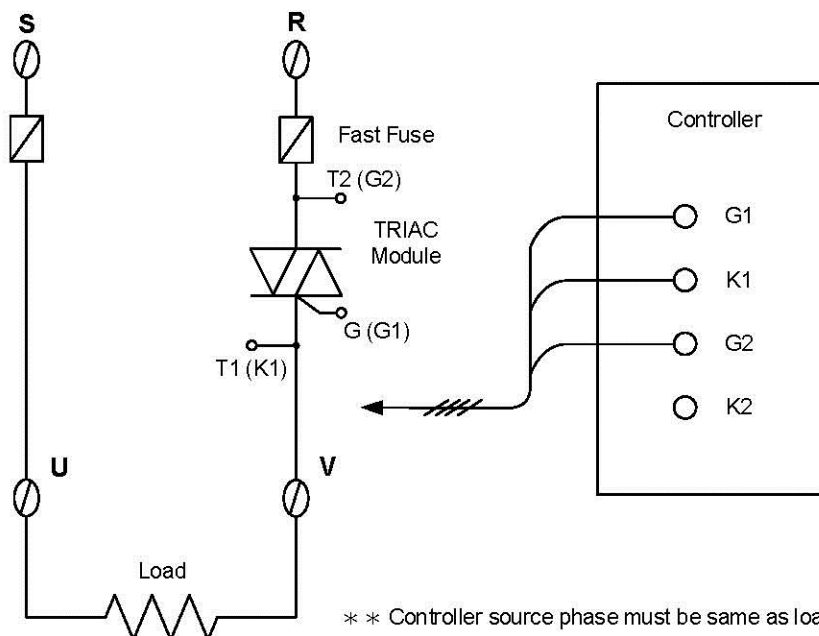 S
R
Fast Fuse
T2 (G2)
TRIAC
Module
G (G1)
T1 (K1)
U
V
Load
Controller
G1
K1
G2
K2
** Controller source phase must be same as loa